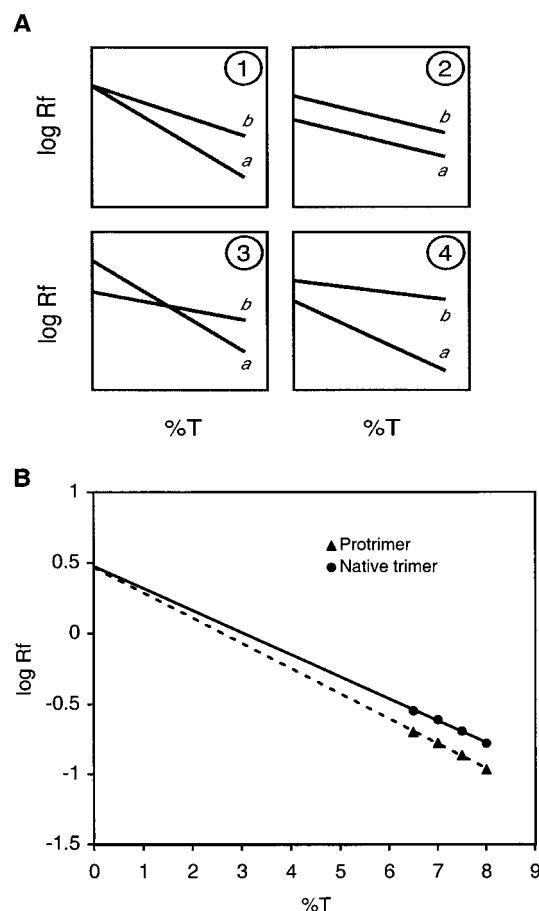 A
1
2
log Rf
b
a
b
a
3
4
log Rf
b
a
b
a
%T
%T
B
1
0.5
0
-0.5
-1
-1.5
log Rf
Protrimer
Native trimer
0 1 2 3 4 5 6 7 8 9
%T